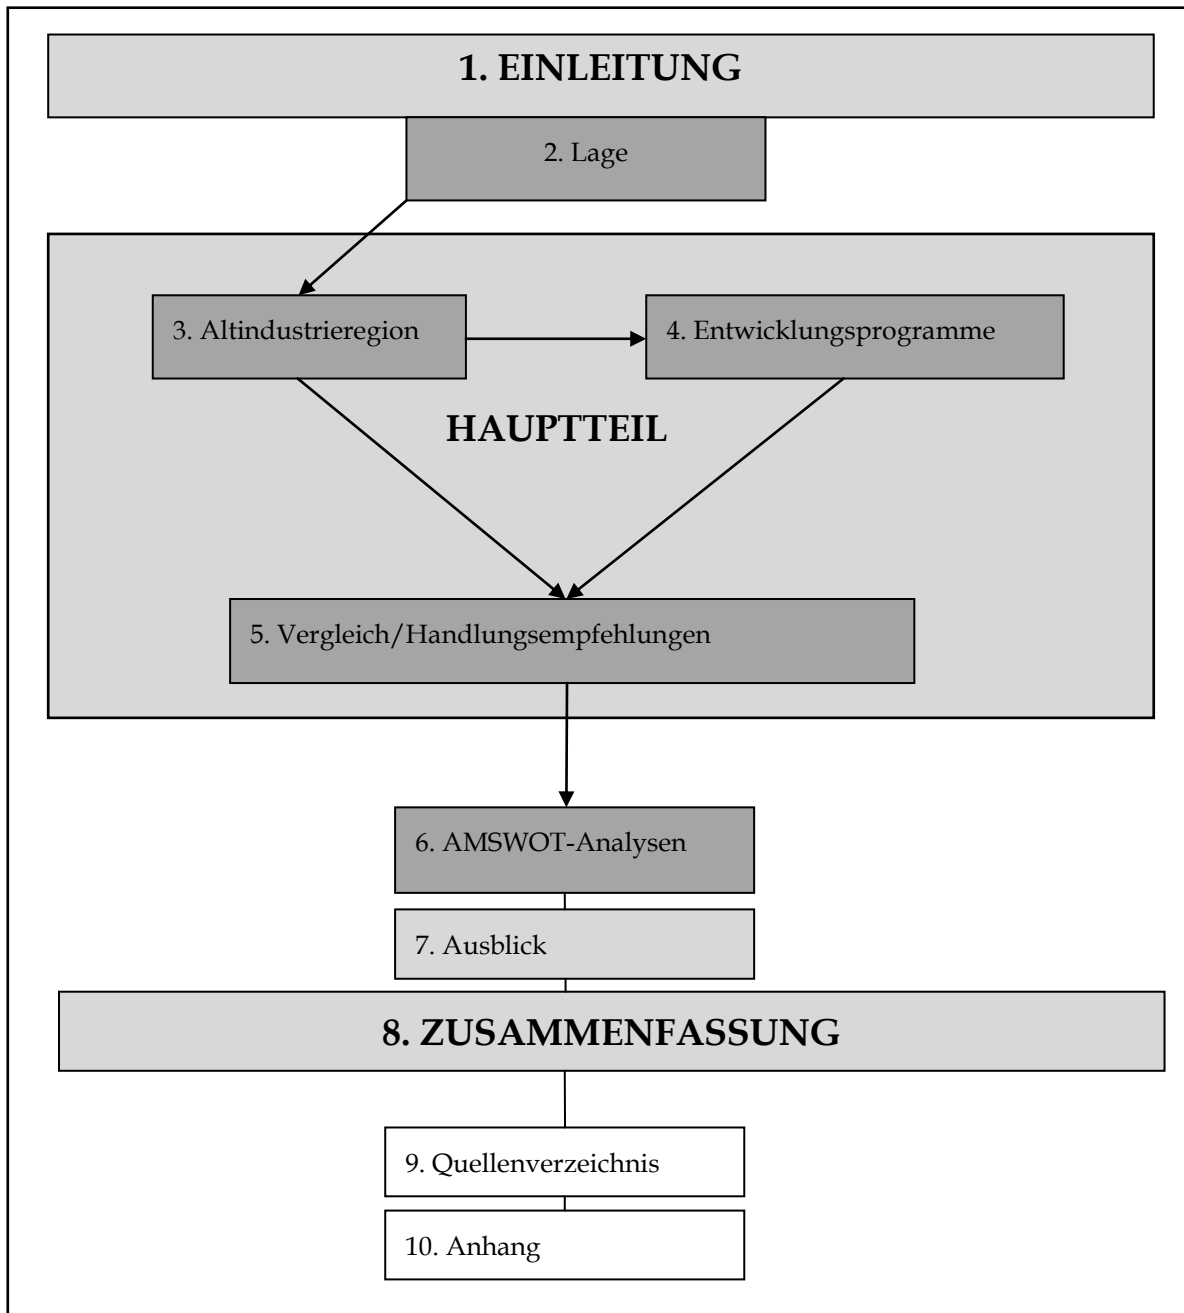 1. EINLEITUNG
2. Lage
3. Altindustrieregion
4. Entwicklungsprogramme
HAUPTTEIL
5. Vergleich/Handlungsempfehlungen
6. AMSWOT-Analysen
7. Ausblick
8. ZUSAMMENFASSUNG
9. Quellenverzeichnis
10. Anhang